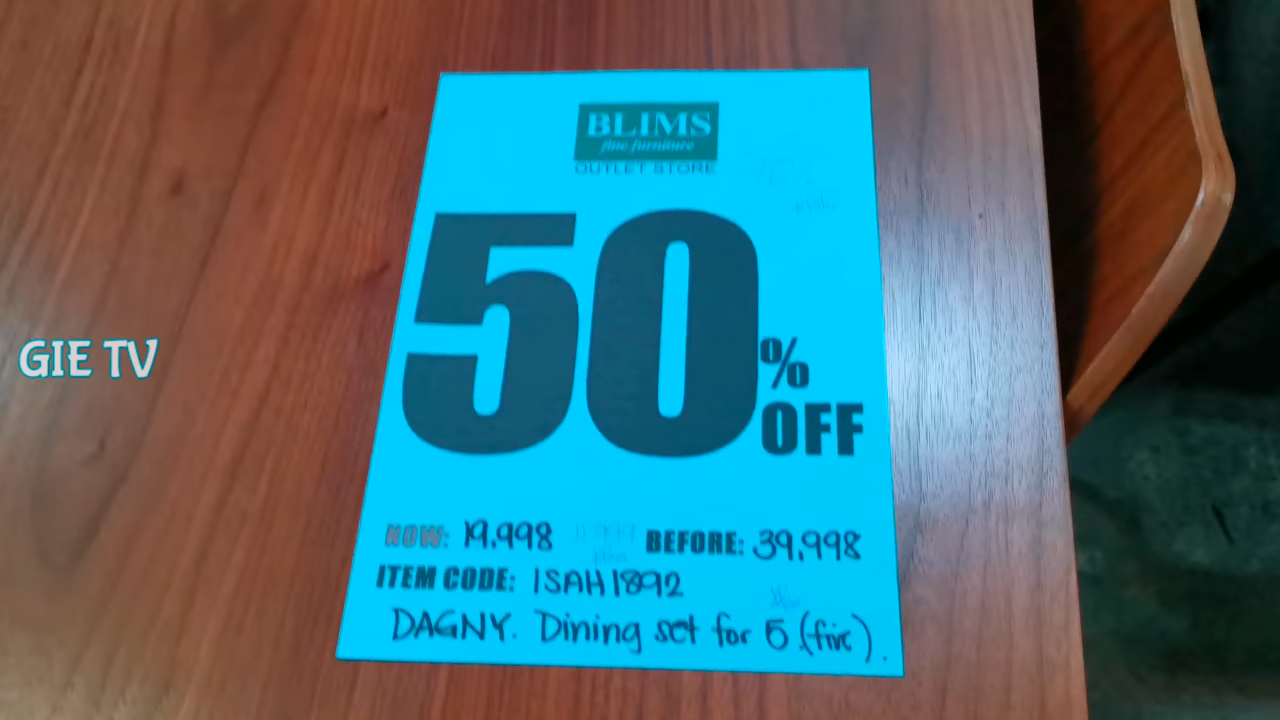 BLIMS
fine furniture
OUTLET STORE
50% OFF
GIE TV
NOW: 19,998 BEFORE: 39,998
ITEM CODE: ISAH1892
DAGNY. Dining set for 5 (five).